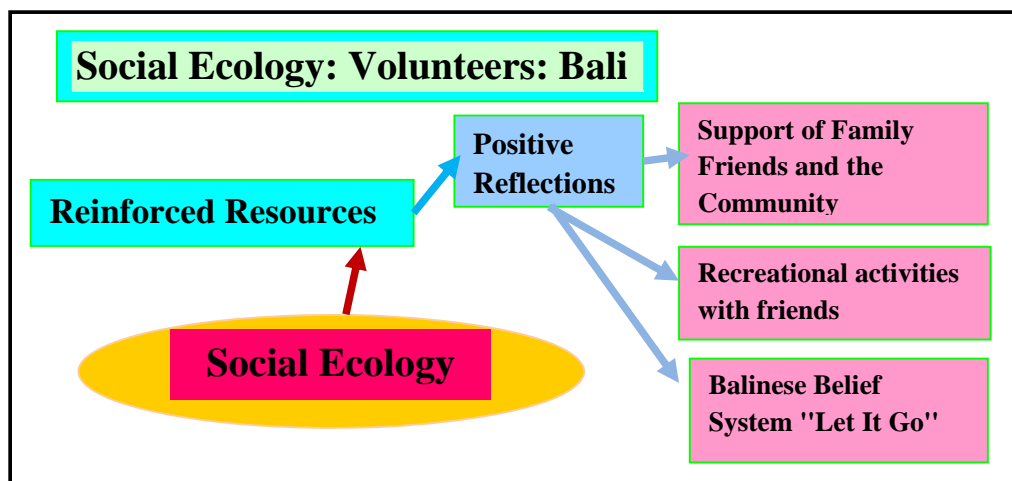 Social Ecology: Volunteers: Bali
Positive
Reflections
Support of Family
Friends and the
Community
Reinforced Resources
Recreational activities
with friends
Social Ecology
Balinese Belief
System "Let It Go"